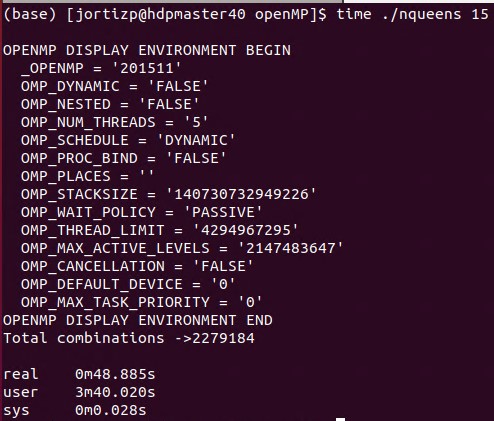 (base) [jortizp@hdpmaster40 openMP]$ time ./nqueens 15
OPENMP DISPLAY ENVIRONMENT BEGIN
_OPENMP = '201511'
OMP_DYNAMIC = 'FALSE'
OMP_NESTED = 'FALSE'
OMP_NUM_THREADS = '5'
OMP_SCHEDULE = 'DYNAMIC'
OMP_PROC_BIND = 'FALSE'
OMP_PLACES = ''
OMP_STACKSIZE = '140730732949226'
OMP_WAIT_POLICY = 'PASSIVE'
OMP_THREAD_LIMIT = '4294967295'
OMP_MAX_ACTIVE_LEVELS = '2147483647'
OMP_CANCELLATION = 'FALSE'
OMP_DEFAULT_DEVICE = '0'
OMP_MAX_TASK_PRIORITY = '0'
OPENMP DISPLAY ENVIRONMENT END
Total combinations ->2279184
real 0m48.885s
user 3m40.020s
sys 0m0.028s